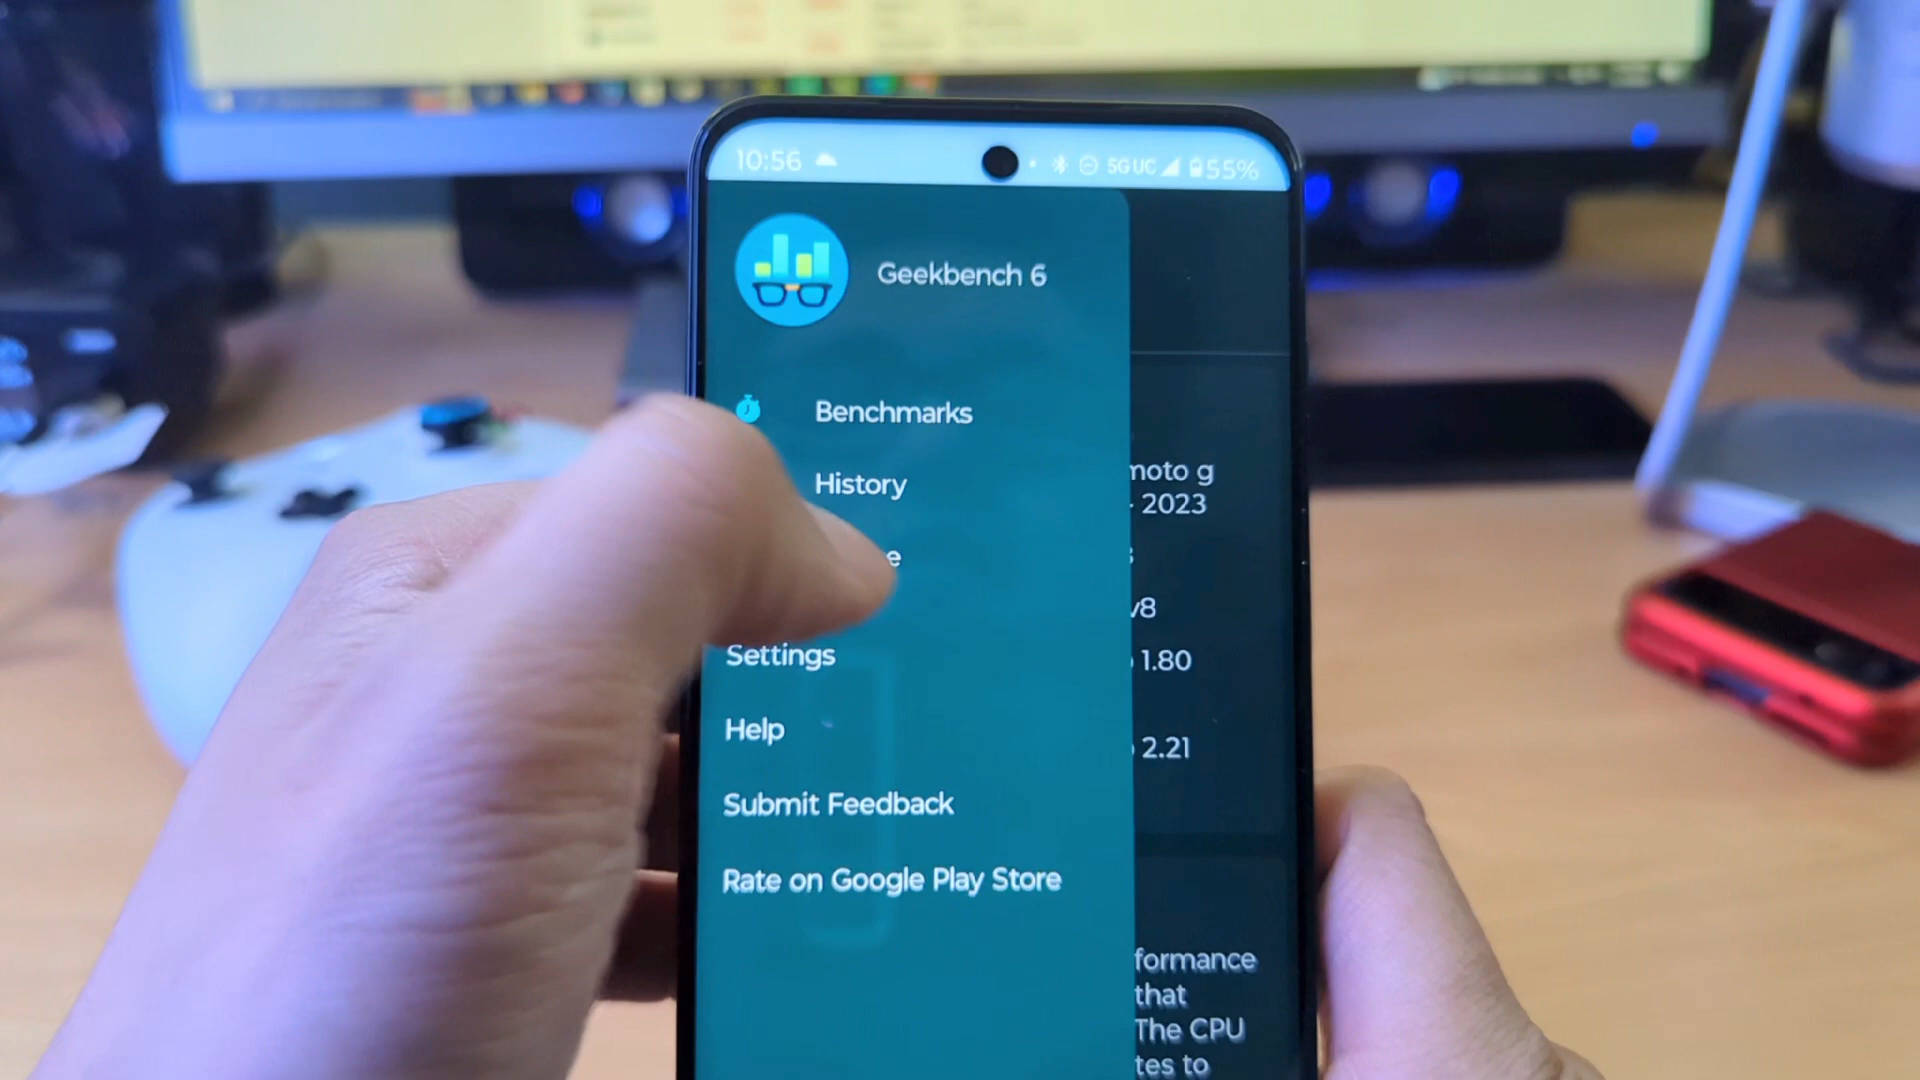 10:56 5G UC 55%
Geekbench 6
Benchmarks
History
e
Settings
Help
Submit Feedback
Rate on Google Play Store
moto g
- 2023
v8
1.80
2.21
formance
that
The CPU
tes to